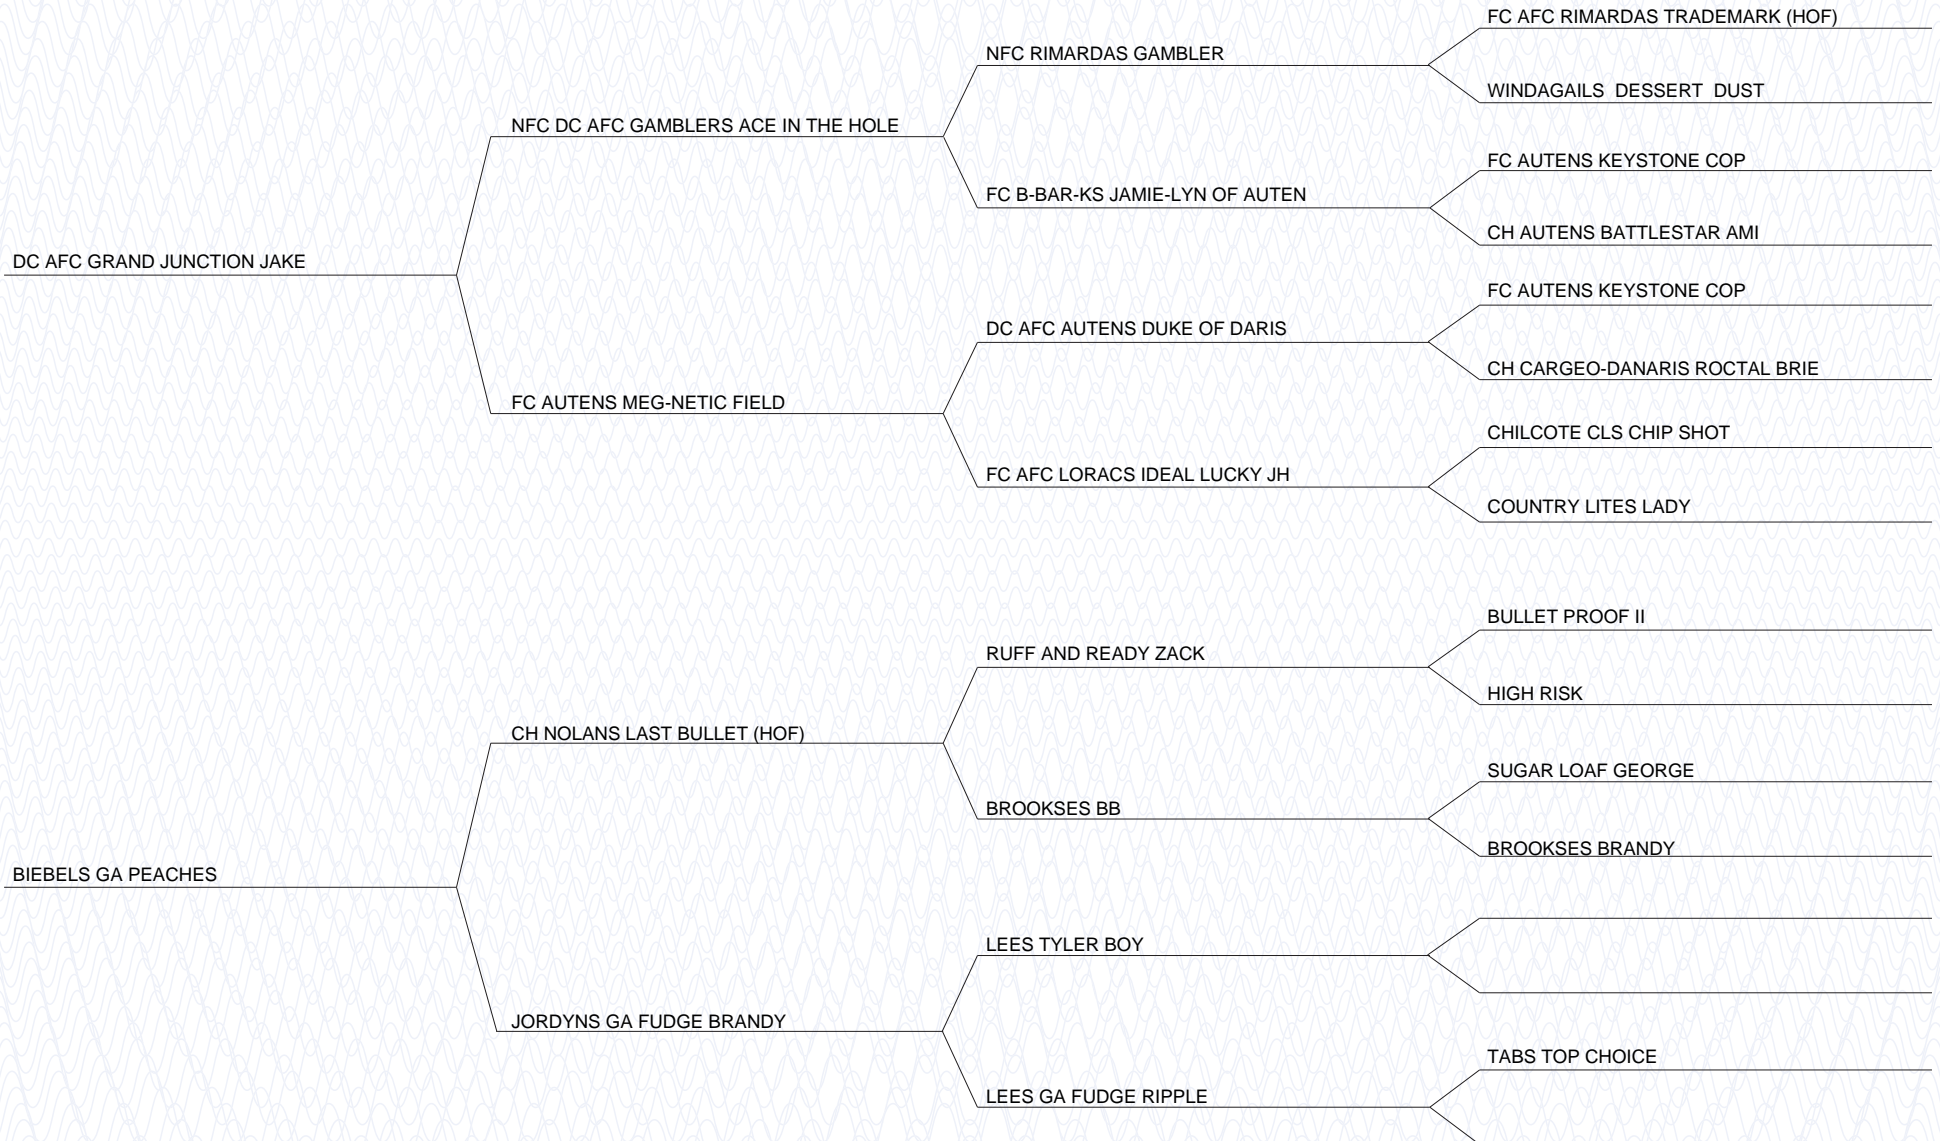 FC AFC RIMARDAS TRADEMARK (HOF)
NFC RIMARDAS GAMBLER
WINDAGAILS  DESSERT  DUST
NFC DC AFC GAMBLERS ACE IN THE HOLE
FC AUTENS KEYSTONE COP
FC B-BAR-KS JAMIE-LYN OF AUTEN
CH AUTENS BATTLESTAR AMI
DC AFC GRAND JUNCTION JAKE
FC AUTENS KEYSTONE COP
DC AFC AUTENS DUKE OF DARIS
CH CARGEO-DANARIS ROCTAL BRIE
FC AUTENS MEG-NETIC FIELD
CHILCOTE CLS CHIP SHOT
FC AFC LORACS IDEAL LUCKY JH
COUNTRY LITES LADY
BULLET PROOF II
RUFF AND READY ZACK
HIGH RISK
CH NOLANS LAST BULLET (HOF)
SUGAR LOAF GEORGE
BROOKSES BB
BROOKSES BRANDY
BIEBELS GA PEACHES
LEES TYLER BOY
JORDYNS GA FUDGE BRANDY
TABS TOP CHOICE
LEES GA FUDGE RIPPLE